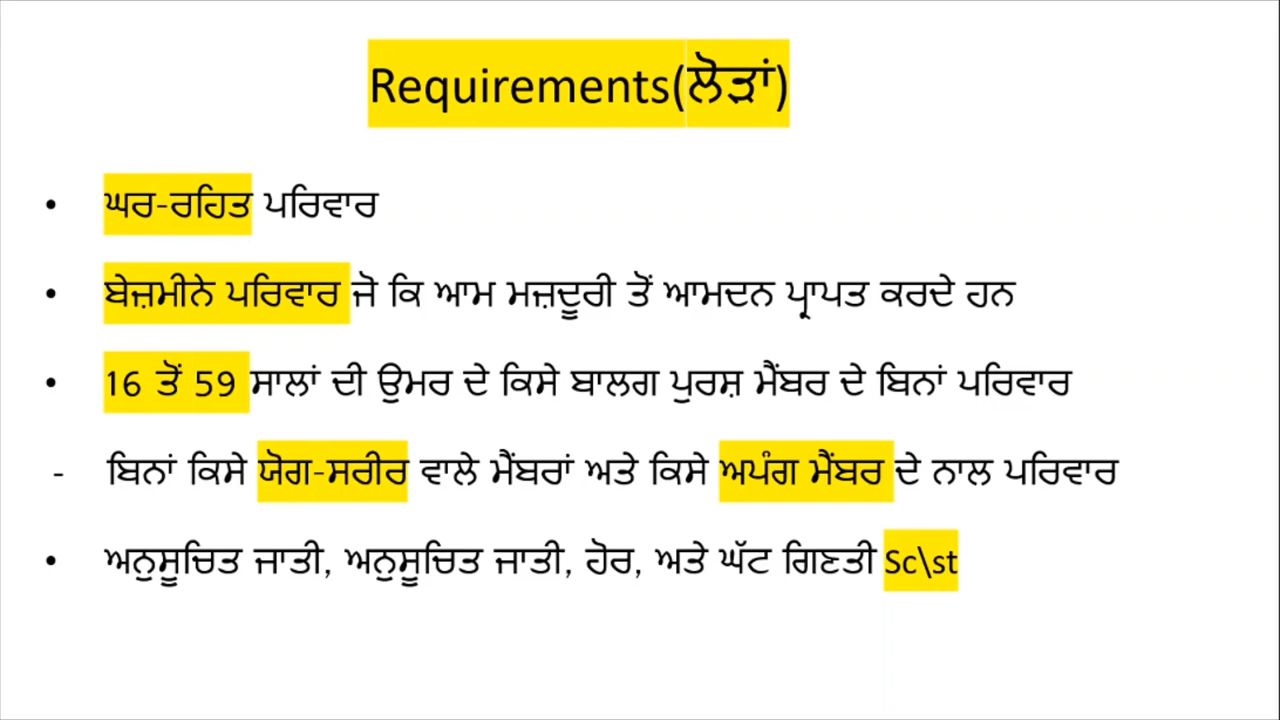 Requirements(ਲੋੜਾਂ)
• ਘਰ-ਰਹਿਤ ਪਰਿਵਾਰ
• ਬੇਜ਼ਮੀਨੇ ਪਰਿਵਾਰ ਜੋ ਕਿ ਆਮ ਮਜ਼ਦੂਰੀ ਤੋਂ ਆਮਦਨ ਪ੍ਰਾਪਤ ਕਰਦੇ ਹਨ
• 16 ਤੋਂ 59 ਸਾਲਾਂ ਦੀ ਉਮਰ ਦੇ ਕਿਸੇ ਬਾਲਗ ਪੁਰਸ਼ ਮੈਂਬਰ ਦੇ ਬਿਨਾਂ ਪਰਿਵਾਰ
- ਬਿਨਾਂ ਕਿਸੇ ਯੋਗ-ਸਰੀਰ ਵਾਲੇ ਮੈਂਬਰਾਂ ਅਤੇ ਕਿਸੇ ਅਪੰਗ ਮੈਂਬਰ ਦੇ ਨਾਲ ਪਰਿਵਾਰ
• ਅਨੁਸੂਚਿਤ ਜਾਤੀ, ਅਨੁਸੂਚਿਤ ਜਾਤੀ, ਹੋਰ, ਅਤੇ ਘੱਟ ਗਿਣਤੀ Sc\st